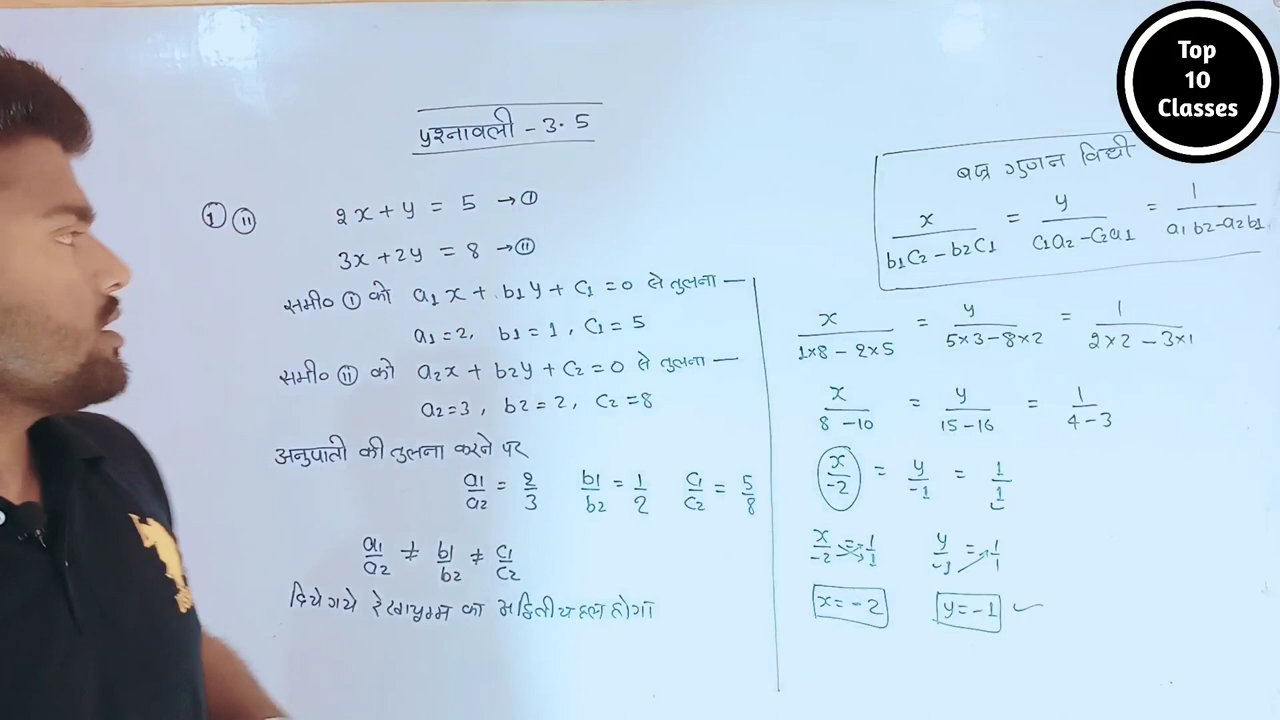 Top
10
Classes
प्रश्नावली - 3.5
① ⑪ 2x + y = 5 → ①
3x + 2y = 8 → ⑪
समी० ① को a1x + b1y + c1 = 0 से तुलना —
a1 = 2, b1 = 1, c1 = 5
समी० ⑪ को a2x + b2y + c2 = 0 से तुलना —
a2 = 3, b2 = 2, c2 = 8
अनुपातो की तुलना करने पर
a1/a2 = 2/3 b1/b2 = 1/2 c1/c2 = 5/8
a1/a2 ≠ b1/b2 ≠ c1/c2
दिये गये रेखायुग्म का अद्वितीय हल होगा
बज्र गुणन विधी
x/(b1c2 - b2c1) = y/(c1a2 - c2a1) = 1/(a1b2 - a2b1)
x/(1×8 - 2×5) = y/(5×3 - 8×2) = 1/(2×2 - 3×1)
x/(8 - 10) = y/(15 - 16) = 1/(4 - 3)
x/-2 = y/-1 = 1/1
x/-2 = 1/1 y/-1 = 1/1
x = -2 y = -1